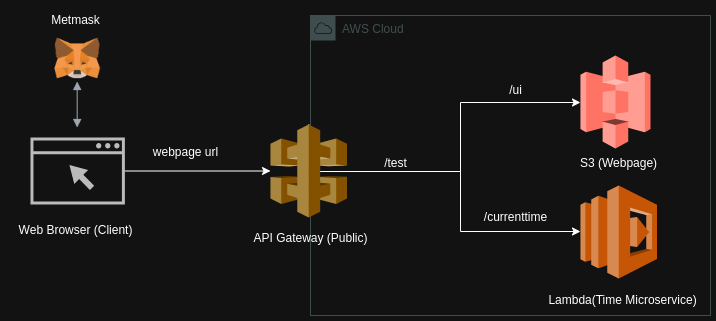 Metmask
AWS Cloud
/ui
webpage url
/test
S3 (Webpage)
/currenttime
Web Browser (Client)
API Gateway (Public)
Lambda(Time Microservice)